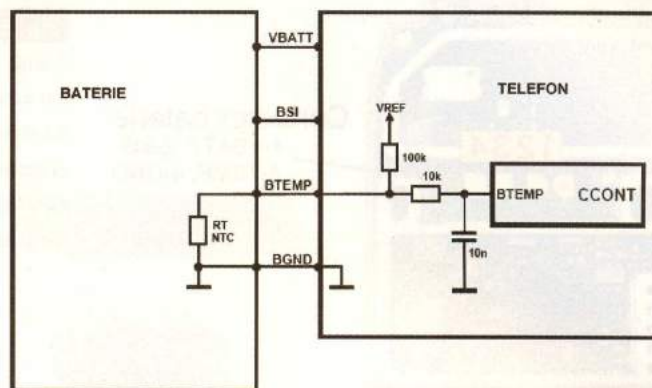 VBATT
BATERIE
TELEFON
BSI
VREF
100k
10k
BTEMP
BTEMP
CCONT
RT
NTC
10n
BGND